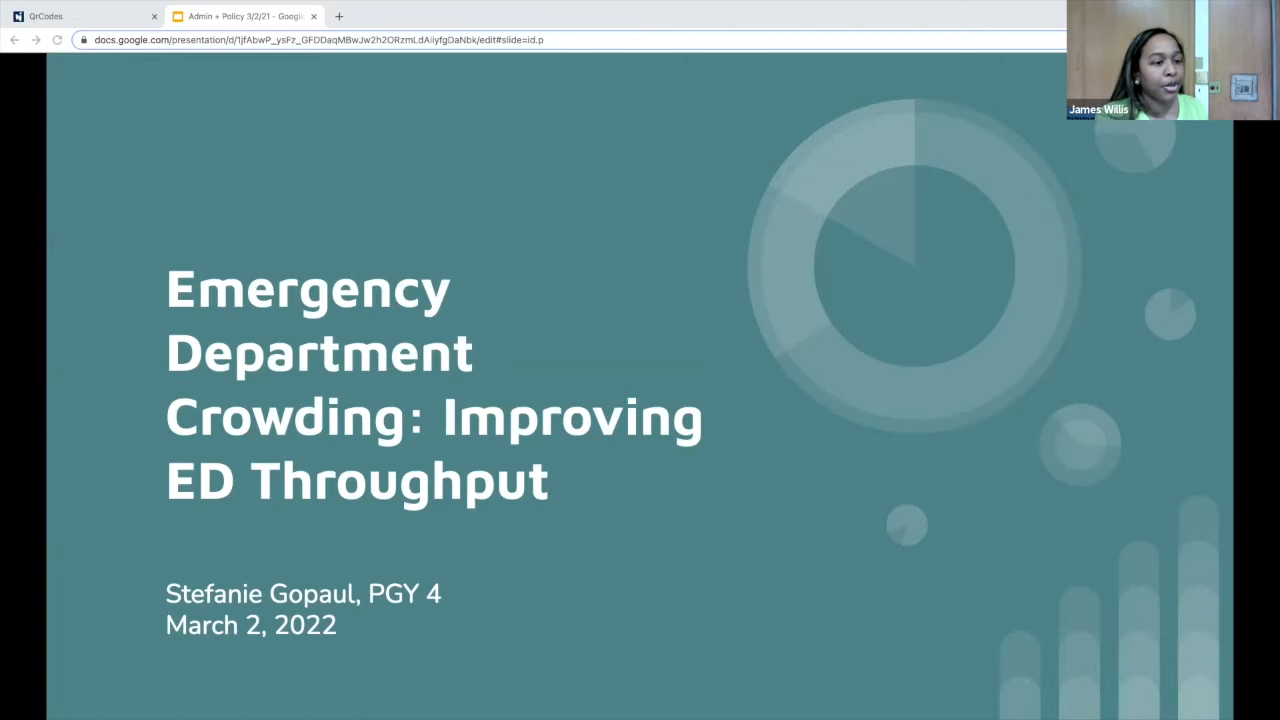 QrCodes
Admin + Policy 3/2/21 - Google
docs.google.com/presentation/d/1jfAbwP_ysFz_GFDDaqMBwJw2h2ORzmLdAiiyfgDaNbk/edit#slide=id.p
James Willis
Emergency
Department
Crowding: Improving
ED Throughput
Stefanie Gopaul, PGY 4
March 2, 2022